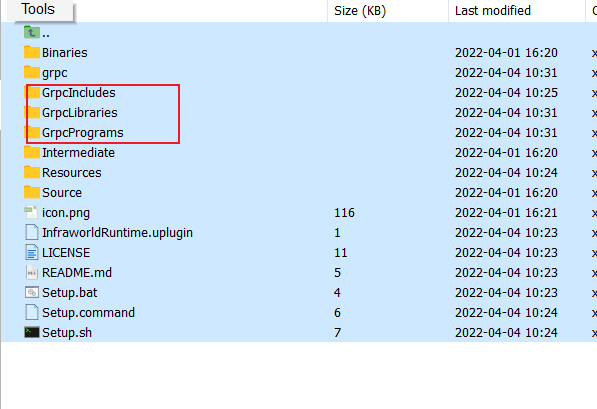 Tools
Size (KB) Last modified
..
Binaries 2022-04-01 16:20
grpc 2022-04-04 10:31
GrpcIncludes 2022-04-04 10:25
GrpcLibraries 2022-04-04 10:31
GrpcPrograms 2022-04-04 10:31
Intermediate 2022-04-01 16:20
Resources 2022-04-04 10:24
Source 2022-04-01 16:20
icon.png 116 2022-04-01 16:21
InfraworldRuntime.uplugin 1 2022-04-04 10:23
LICENSE 11 2022-04-04 10:23
README.md 5 2022-04-04 10:23
Setup.bat 4 2022-04-04 10:23
Setup.command 6 2022-04-04 10:24
Setup.sh 7 2022-04-04 10:24